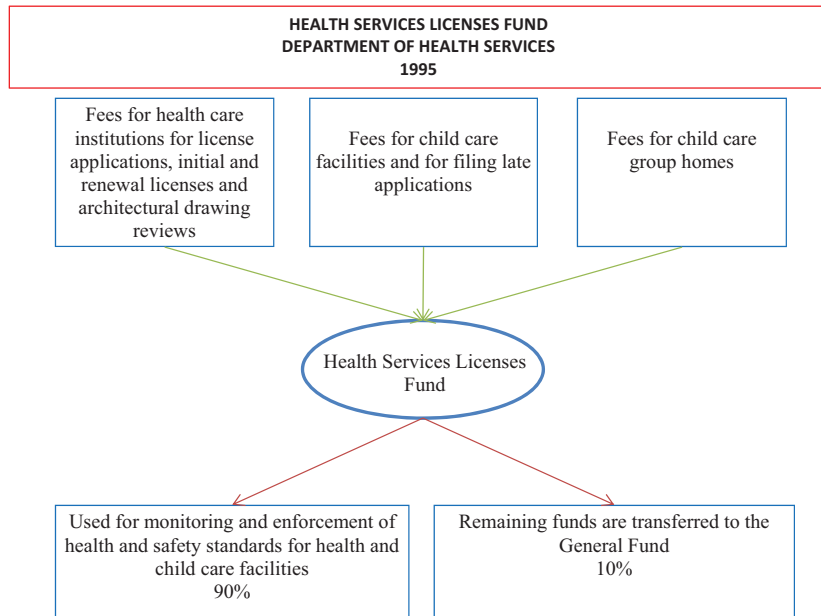 HEALTH SERVICES LICENSES FUND
DEPARTMENT OF HEALTH SERVICES
1995
Fees for health care
institutions for license
applications, initial and
renewal licenses and
architectural drawing
reviews
Fees for child care
facilities and for filing late
applications
Fees for child care
group homes
Health Services Licenses
Fund
Used for monitoring and enforcement of
health and safety standards for health and
child care facilities
90%
Remaining funds are transferred to the
General Fund
10%